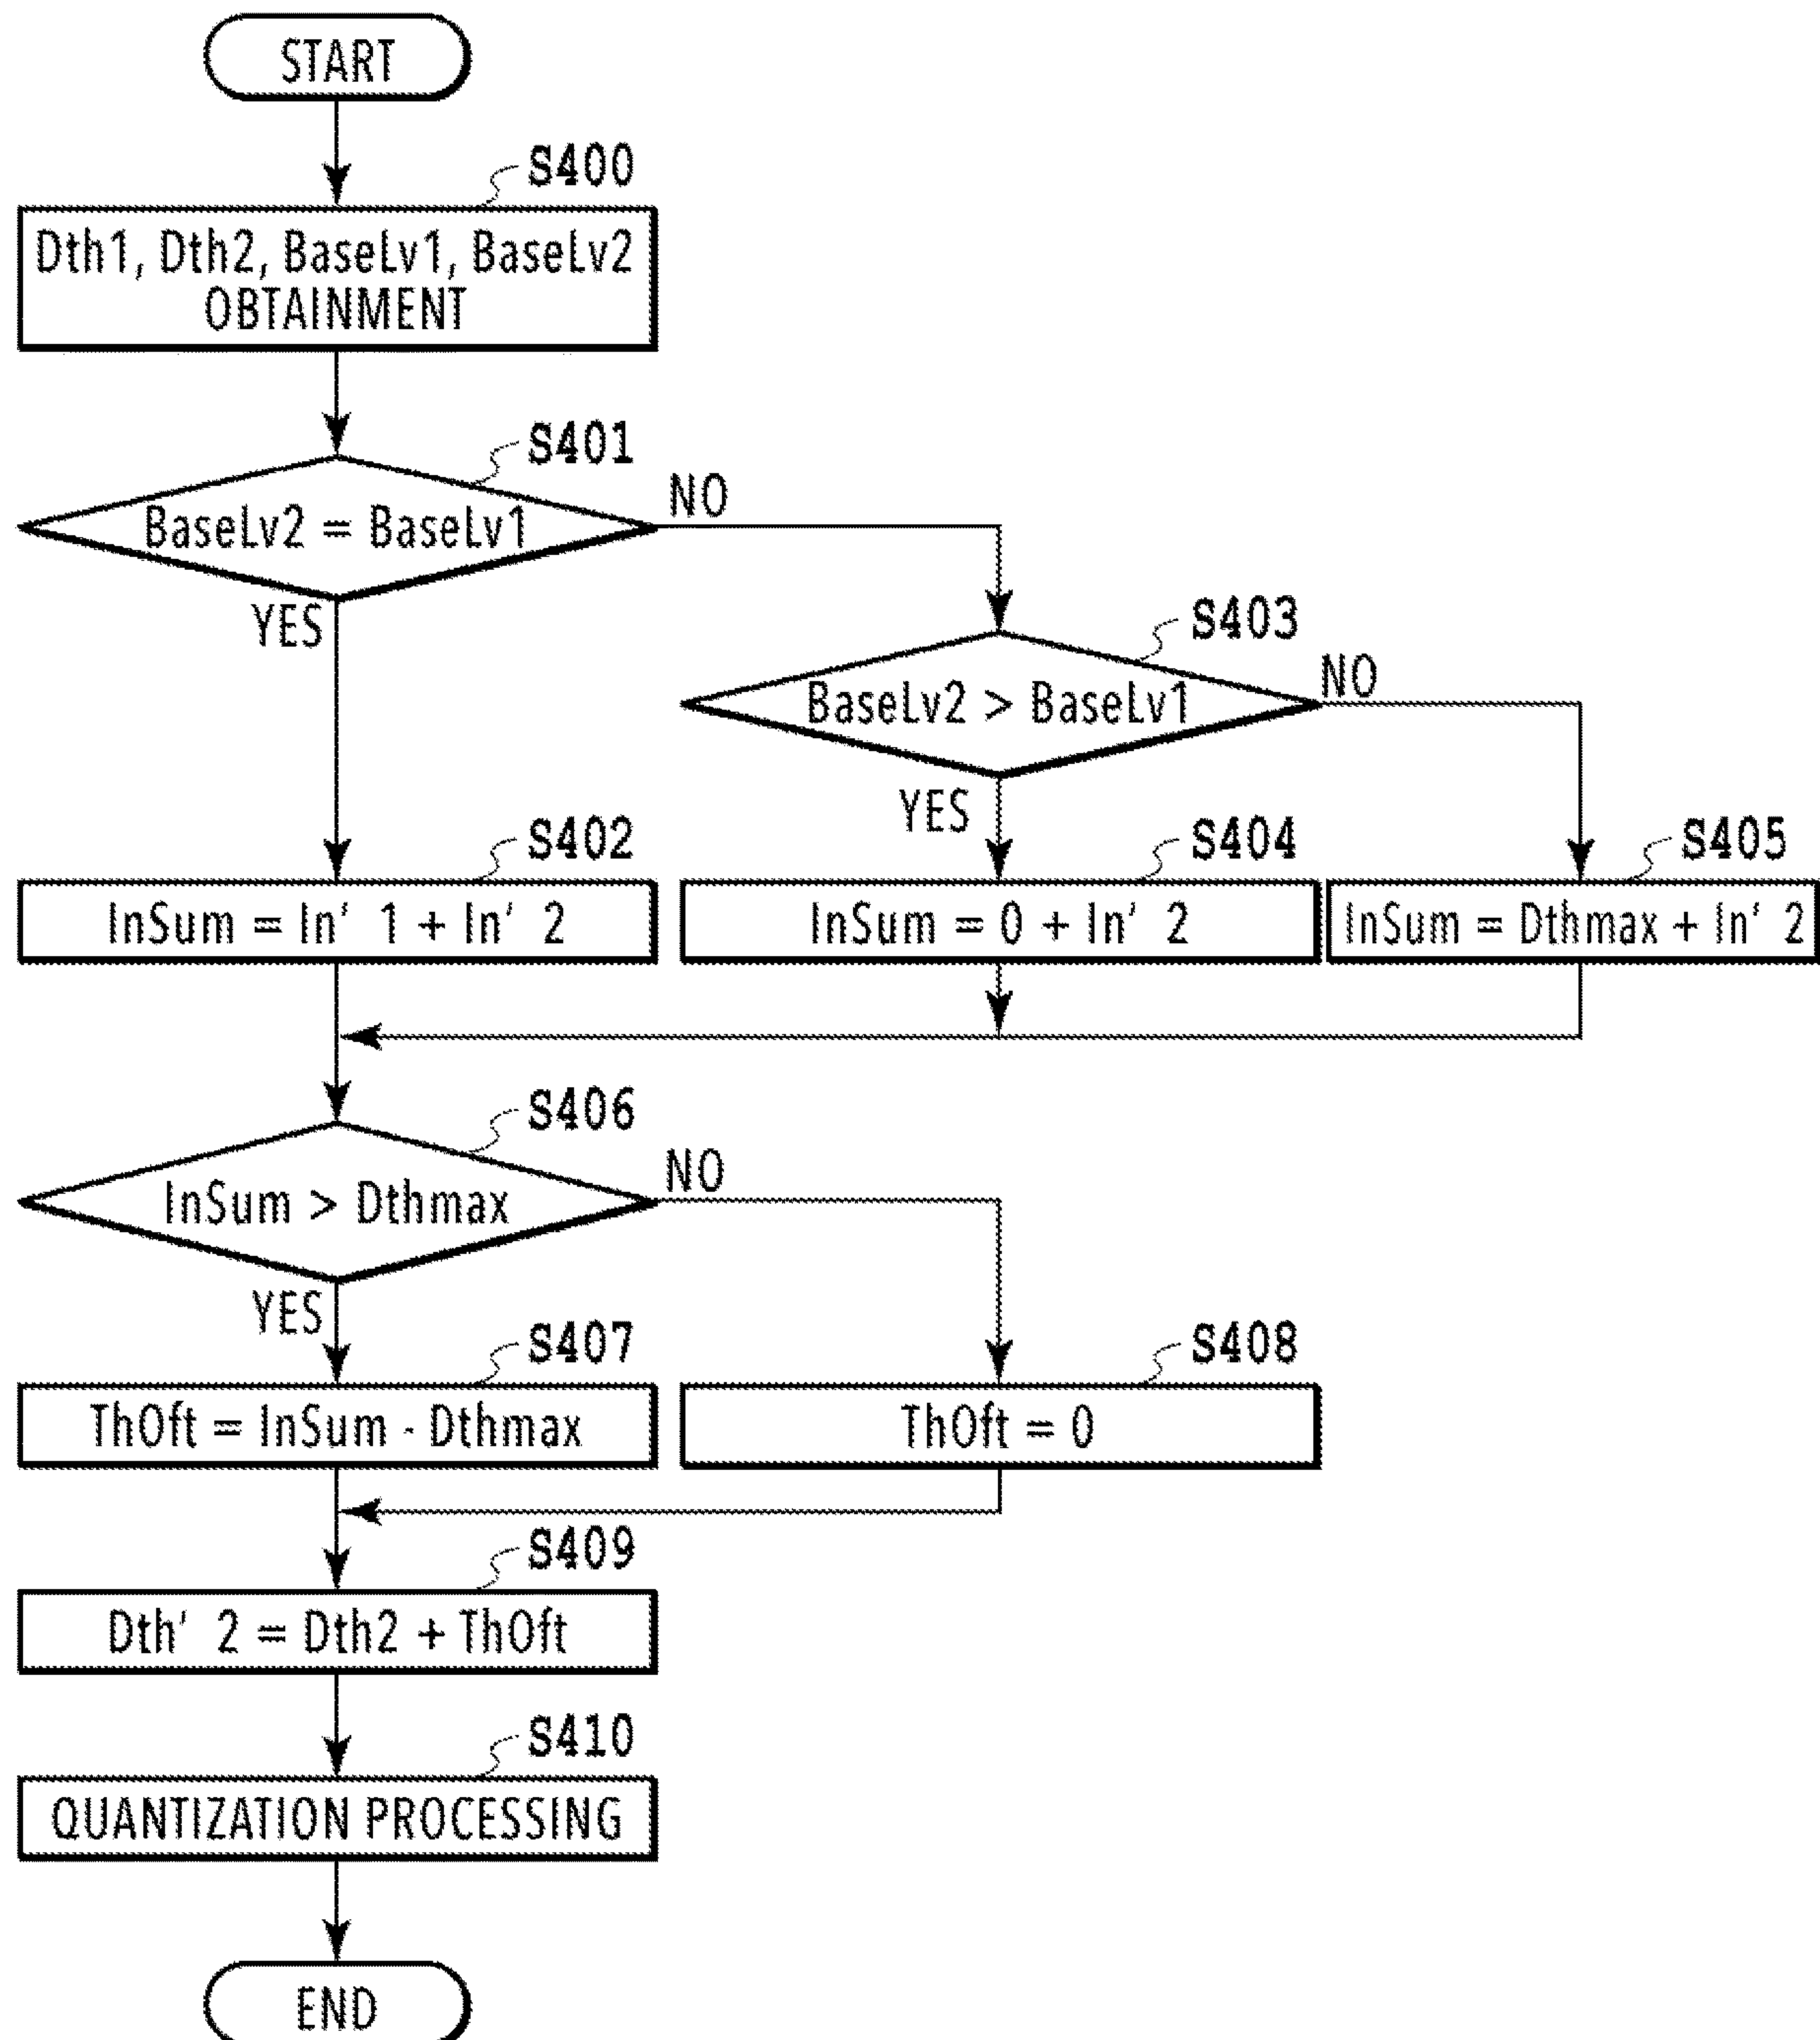 START
S400
Dth1, Dth2, BaseLv1, BaseLv2
OBTAINMENT
S401
BaseLv2 = BaseLv1
NO
YES
S403
BaseLv2 > BaseLv1
NO
YES
S402
InSum = In' 1 + In' 2
S404
InSum = 0 + In' 2
S405
InSum = Dthmax + In' 2
S406
InSum > Dthmax
NO
YES
S407
ThOft = InSum - Dthmax
S408
ThOft = 0
S409
Dth' 2 = Dth2 + ThOft
S410
QUANTIZATION PROCESSING
END